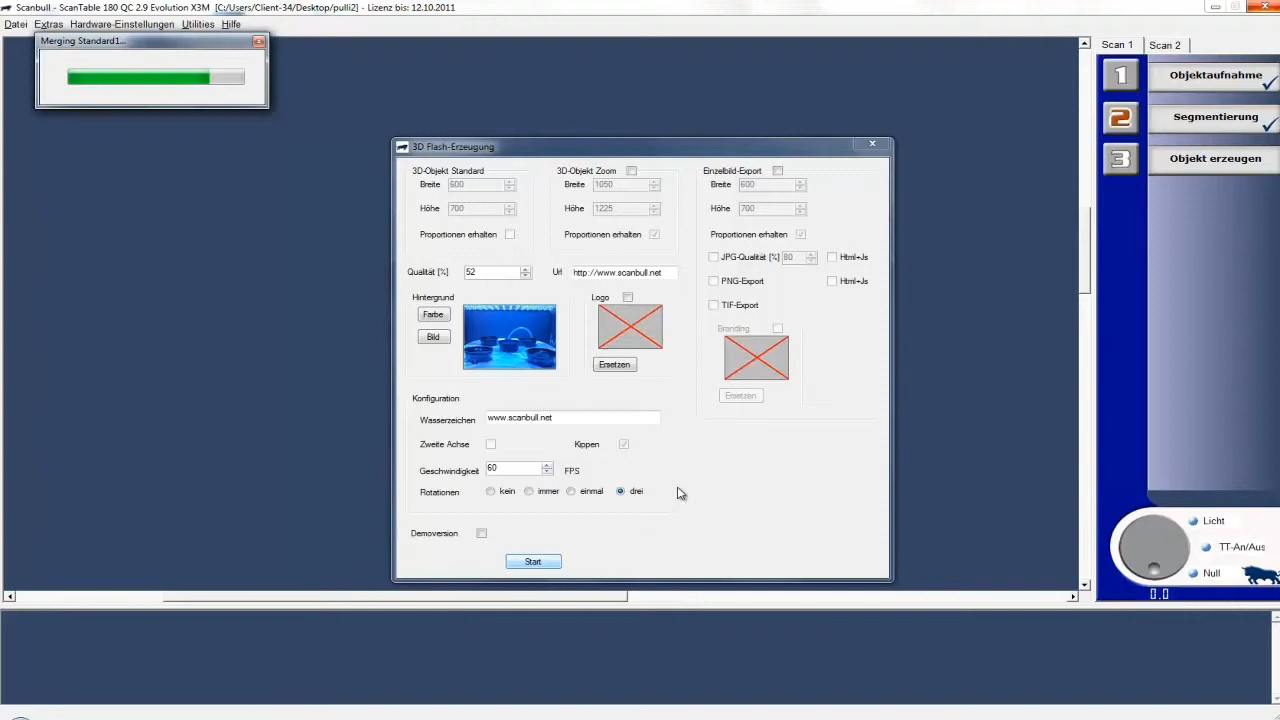 Scanbull - ScanTable 180 QC 2.9 Evolution X3M [C:/Users/Client-34/Desktop/pulli2] - Lizenz bis: 12.10.2011
Datei Extras Hardware-Einstellungen Utilities Hilfe
Merging Standard1...
Scan 1 Scan 2
1 Objektaufnahme
2 Segmentierung
3 Objekt erzeugen
3D Flash-Erzeugung
3D-Objekt Standard 3D-Objekt Zoom Einzelbild-Export
Breite 600 Breite 1050 Breite 600
Höhe 700 Höhe 1225 Höhe 700
Proportionen erhalten Proportionen erhalten Proportionen erhalten
JPG-Qualität [%] 80 Html+Js
Qualität [%] 52 Url http://www.scanbull.net
PNG-Export Html+Js
Hintergrund Logo TIF-Export
Farbe
Bild
Branding
Ersetzen
Ersetzen
Konfiguration
Wasserzeichen www.scanbull.net
Zweite Achse Kippen
Geschwindigkeit 60 FPS
Rotationen kein immer einmal drei
Demoversion
Start
Licht
TT-An/Aus
Null
0.0